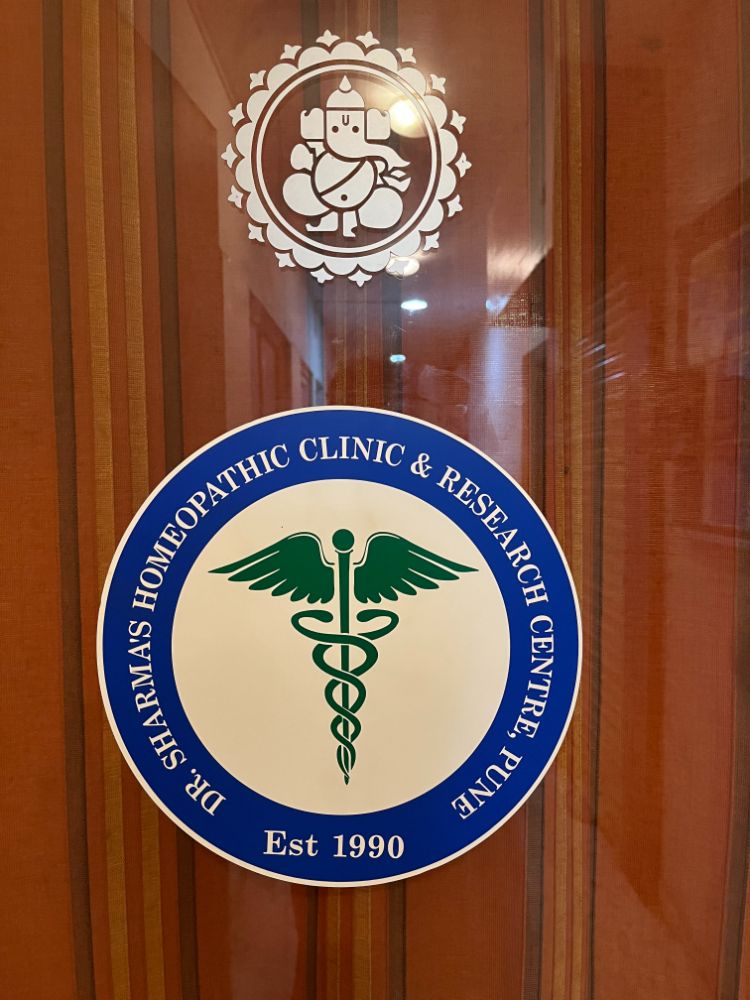 DR. SHARMA'S HOMEOPATHIC CLINIC & RESEARCH CENTRE, PUNE
Est 1990